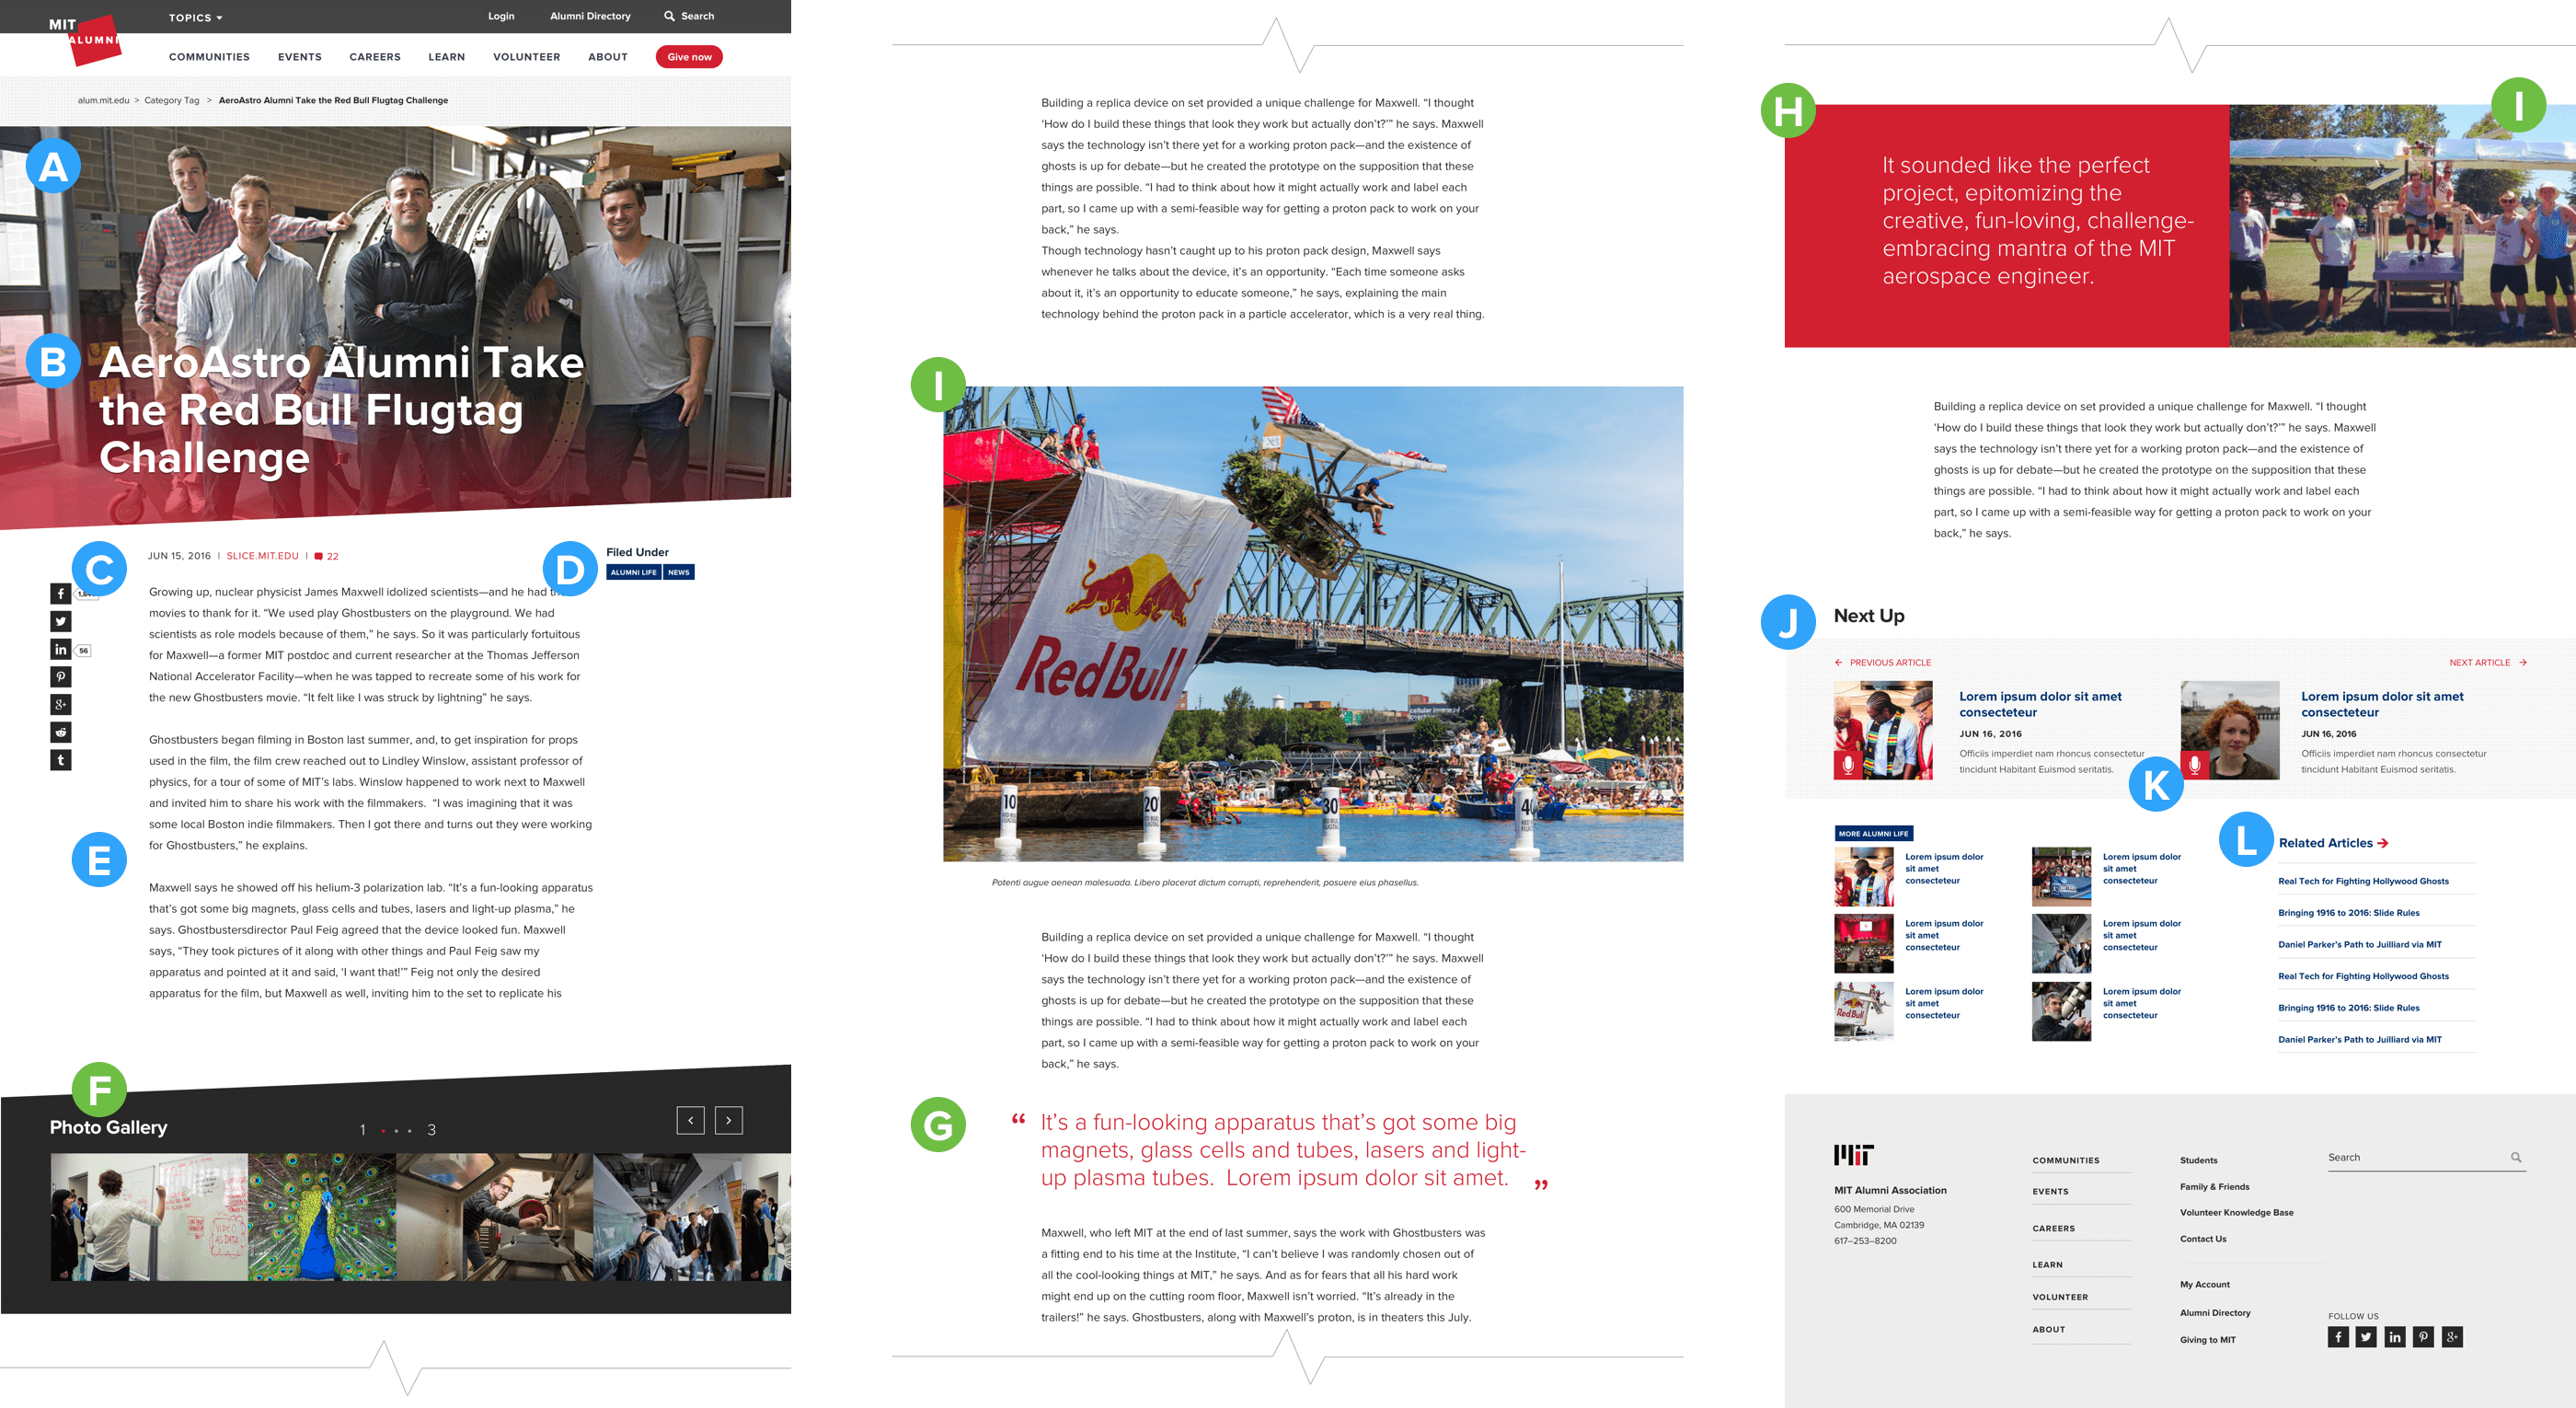 MIT
ALUMNI
TOPICS
Login
Alumni Directory
Search
COMMUNITIES
EVENTS
CAREERS
LEARN
VOLUNTEER
ABOUT
Give now
alum.mit.edu > Category Tag > AeroAstro Alumni Take the Red Bull Flugtag Challenge
A
B
AeroAstro Alumni Take
the Red Bull Flugtag
Challenge
C
JUN 15, 2016 | SLICE.MIT.EDU | 22
D
Filed Under
ALUMNI LIFE
NEWS
56
Growing up, nuclear physicist James Maxwell idolized scientists—and he had
movies to thank for it. “We used play Ghostbusters on the playground. We had
scientists as role models because of them,” he says. So it was particularly fortuitous
for Maxwell—a former MIT postdoc and current researcher at the Thomas Jefferson
National Accelerator Facility—when he was tapped to recreate some of his work for
the new Ghostbusters movie. “It felt like I was struck by lightning” he says.
Ghostbusters began filming in Boston last summer, and, to get inspiration for props
used in the film, the film crew reached out to Lindley Winslow, assistant professor of
physics, for a tour of some of MIT’s labs. Winslow happened to work next to Maxwell
and invited him to share his work with the filmmakers. “I was imagining that it was
some local Boston indie filmmakers. Then I got there and turns out they were working
for Ghostbusters,” he explains.
E
Maxwell says he showed off his helium-3 polarization lab. “It’s a fun-looking apparatus
that’s got some big magnets, glass cells and tubes, lasers and light-up plasma,” he
says. Ghostbustersdirector Paul Feig agreed that the device looked fun. Maxwell
says, “They took pictures of it along with other things and Paul Feig saw my
apparatus and pointed at it and said, ‘I want that!’” Feig not only the desired
apparatus for the film, but Maxwell as well, inviting him to the set to replicate his
F
Photo Gallery
1
3
Building a replica device on set provided a unique challenge for Maxwell. “I thought
‘How do I build these things that look they work but actually don’t?’” he says. Maxwell
says the technology isn’t there yet for a working proton pack—and the existence of
ghosts is up for debate—but he created the prototype on the supposition that these
things are possible. “I had to think about how it might actually work and label each
part, so I came up with a semi-feasible way for getting a proton pack to work on your
back,” he says.
Though technology hasn’t caught up to his proton pack design, Maxwell says
whenever he talks about the device, it’s an opportunity. “Each time someone asks
about it, it’s an opportunity to educate someone,” he says, explaining the main
technology behind the proton pack in a particle accelerator, which is a very real thing.
I
Red Bull
10
20
30
40
Potenti augue aenean malesuada. Libero placerat dictum corrupti, reprehenderit, posuere eius phasellus.
Building a replica device on set provided a unique challenge for Maxwell. “I thought
‘How do I build these things that look they work but actually don’t?’” he says. Maxwell
says the technology isn’t there yet for a working proton pack—and the existence of
ghosts is up for debate—but he created the prototype on the supposition that these
things are possible. “I had to think about how it might actually work and label each
part, so I came up with a semi-feasible way for getting a proton pack to work on your
back,” he says.
G
“ It’s a fun-looking apparatus that’s got some big
magnets, glass cells and tubes, lasers and light-
up plasma tubes. Lorem ipsum dolor sit amet. ”
Maxwell, who left MIT at the end of last summer, says the work with Ghostbusters was
a fitting end to his time at the Institute, “I can’t believe I was randomly chosen out of
all the cool-looking things at MIT,” he says. And as for fears that all his hard work
might end up on the cutting room floor, Maxwell isn’t worried. “It’s already in the
trailers!” he says. Ghostbusters, along with Maxwell’s proton, is in theaters this July.
H
I
It sounded like the perfect
project, epitomizing the
creative, fun-loving, challenge-
embracing mantra of the MIT
aerospace engineer.
Building a replica device on set provided a unique challenge for Maxwell. “I thought
‘How do I build these things that look they work but actually don’t?’” he says. Maxwell
says the technology isn’t there yet for a working proton pack—and the existence of
ghosts is up for debate—but he created the prototype on the supposition that these
things are possible. “I had to think about how it might actually work and label each
part, so I came up with a semi-feasible way for getting a proton pack to work on your
back,” he says.
J
Next Up
PREVIOUS ARTICLE
NEXT ARTICLE
Lorem ipsum dolor sit amet
consecteteur
JUN 16, 2016
Officiis imperdiet nam rhoncus consectetur
tincidunt Habitant Euismod seritatis.
Lorem ipsum dolor sit amet
consecteteur
JUN 16, 2016
Officiis imperdiet nam rhoncus consectetur
tincidunt Habitant Euismod seritatis.
K
MORE ALUMNI LIFE
Lorem ipsum dolor
sit amet
consecteteur
Lorem ipsum dolor
sit amet
consecteteur
Lorem ipsum dolor
sit amet
consecteteur
Lorem ipsum dolor
sit amet
consecteteur
Red Bull
Lorem ipsum dolor
sit amet
consecteteur
Lorem ipsum dolor
sit amet
consecteteur
L
Related Articles
Real Tech for Fighting Hollywood Ghosts
Bringing 1916 to 2016: Slide Rules
Daniel Parker’s Path to Juilliard via MIT
Real Tech for Fighting Hollywood Ghosts
Bringing 1916 to 2016: Slide Rules
Daniel Parker’s Path to Juilliard via MIT
MIT Alumni Association
600 Memorial Drive
Cambridge, MA 02139
617–253–8200
COMMUNITIES
EVENTS
CAREERS
LEARN
VOLUNTEER
ABOUT
Students
Family & Friends
Volunteer Knowledge Base
Contact Us
My Account
Alumni Directory
Giving to MIT
Search
FOLLOW US